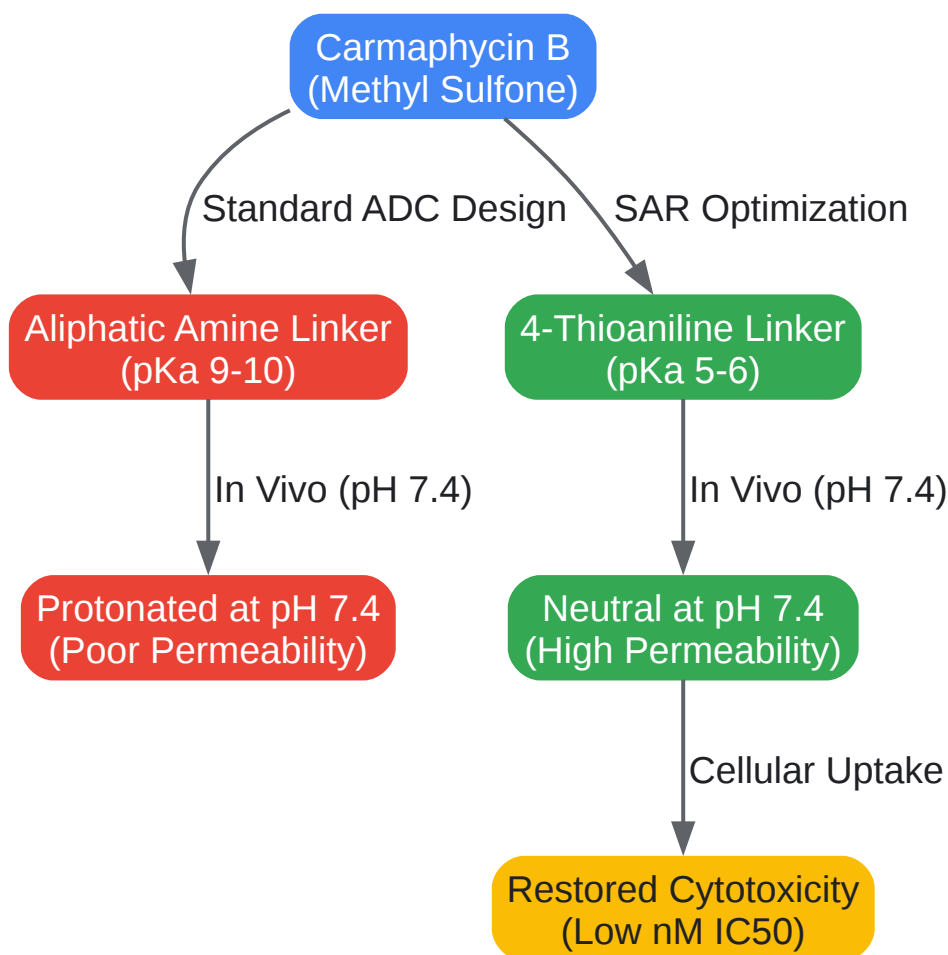 Carmaphycin B
(Methyl Sulfone)
Standard ADC Design
SAR Optimization
Aliphatic Amine Linker
(pKa 9-10)
4-Thioaniline Linker
(pKa 5-6)
In Vivo (pH 7.4)
In Vivo (pH 7.4)
Protonated at pH 7.4
(Poor Permeability)
Neutral at pH 7.4
(High Permeability)
Cellular Uptake
Restored Cytotoxicity
(Low nM IC50)